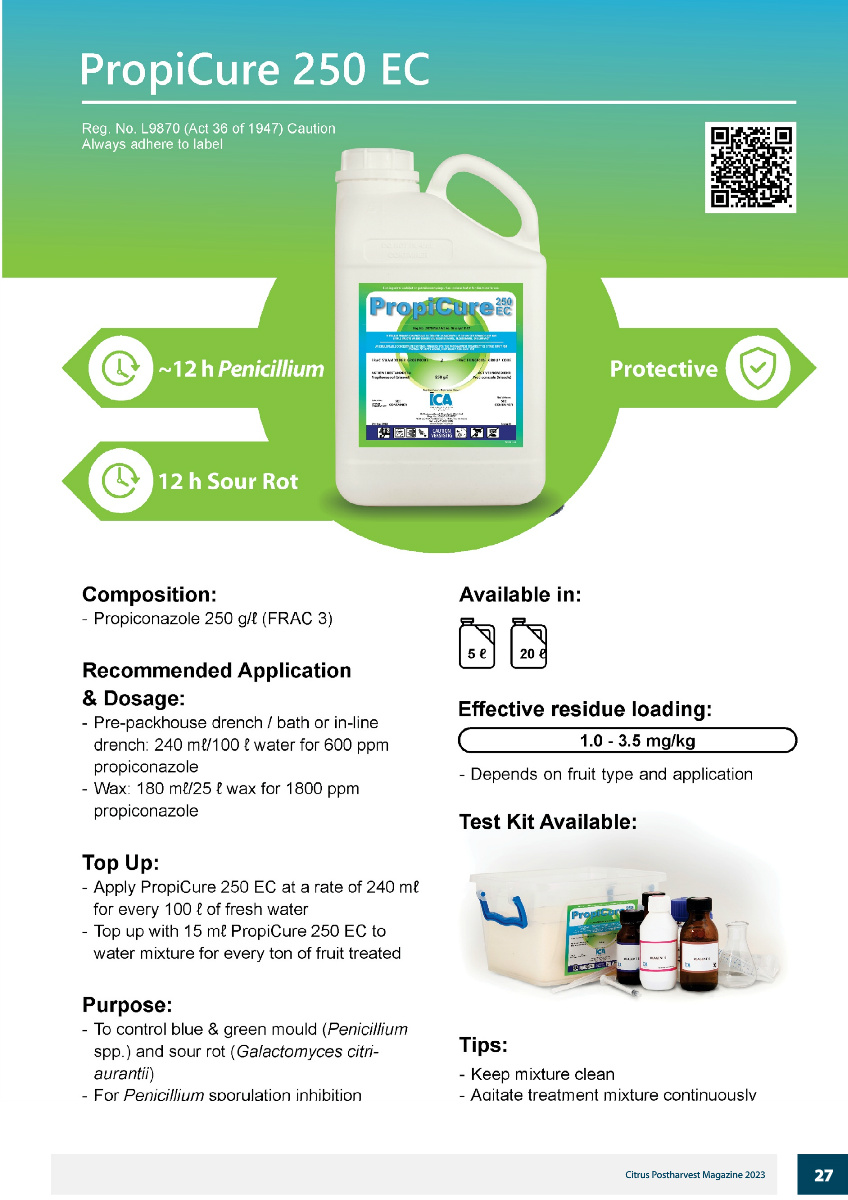 PropiCure 250 EC
Reg. No. L9870 (Act 36 of 1947) Caution
Always adhere to label
PropiCure 250 EC
ICA
CAUTION
~12 h Penicillium
Protective
12 h Sour Rot
Composition:
- Propiconazole 250 g/ℓ (FRAC 3)
Recommended Application
& Dosage:
- Pre-packhouse drench / bath or in-line
drench: 240 mℓ/100 ℓ water for 600 ppm
propiconazole
- Wax: 180 mℓ/25 ℓ wax for 1800 ppm
propiconazole
Top Up:
- Apply PropiCure 250 EC at a rate of 240 mℓ
for every 100 ℓ of fresh water
- Top up with 15 mℓ PropiCure 250 EC to
water mixture for every ton of fruit treated
Purpose:
- To control blue & green mould (Penicillium
spp.) and sour rot (Galactomyces citri-
aurantii)
- For Penicillium sporulation inhibition
Available in:
5 ℓ
20 ℓ
Effective residue loading:
1.0 - 3.5 mg/kg
- Depends on fruit type and application
Test Kit Available:
PropiCure
ICA
Tips:
- Keep mixture clean
- Agitate treatment mixture continuously
Citrus Postharvest Magazine 2023
27